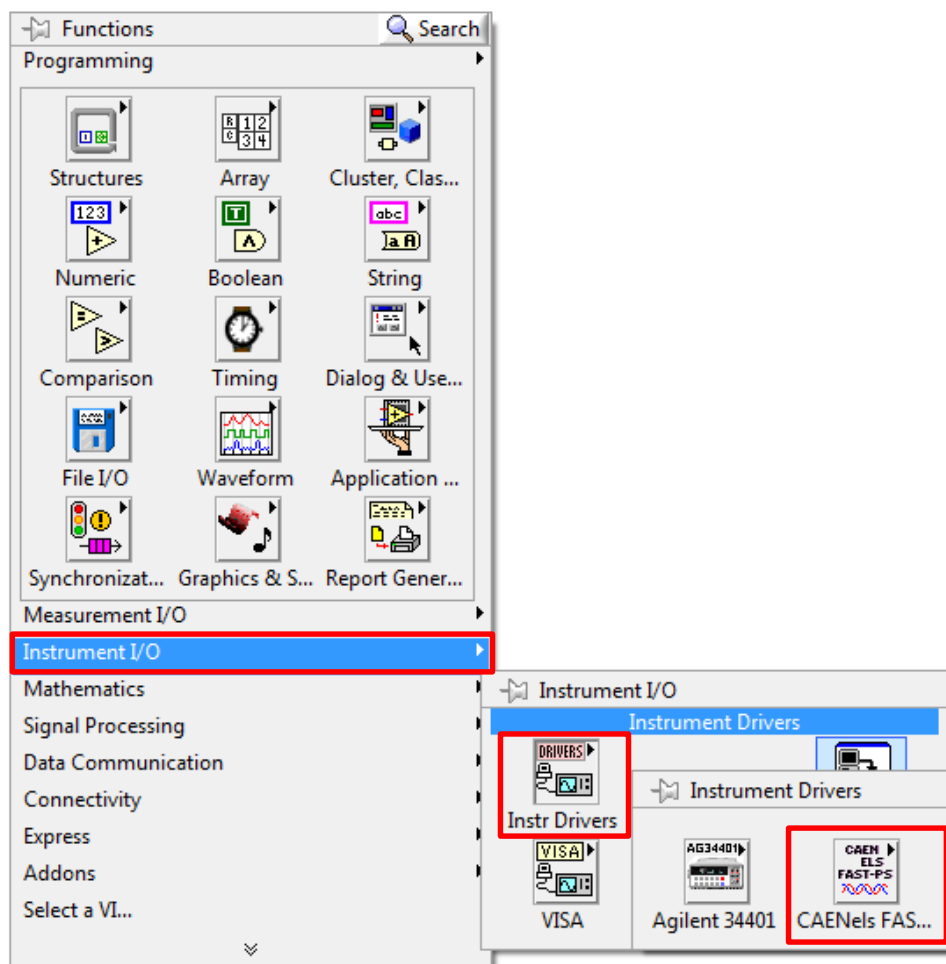 Functions
Search
Programming
Structures
Array
Cluster, Clas...
Numeric
Boolean
String
Comparison
Timing
Dialog & Use...
File I/O
Waveform
Application ...
Synchronizat...
Graphics & S...
Report Gener...
Measurement I/O
Instrument I/O
Mathematics
Signal Processing
Data Communication
Connectivity
Express
Addons
Select a VI...
Instrument I/O
Instrument Drivers
DRIVERS
Instr Drivers
VISA
VISA
Instrument Drivers
AG34401
Agilent 34401
CAEN
ELS
FAST-PS
CAENels FAS...